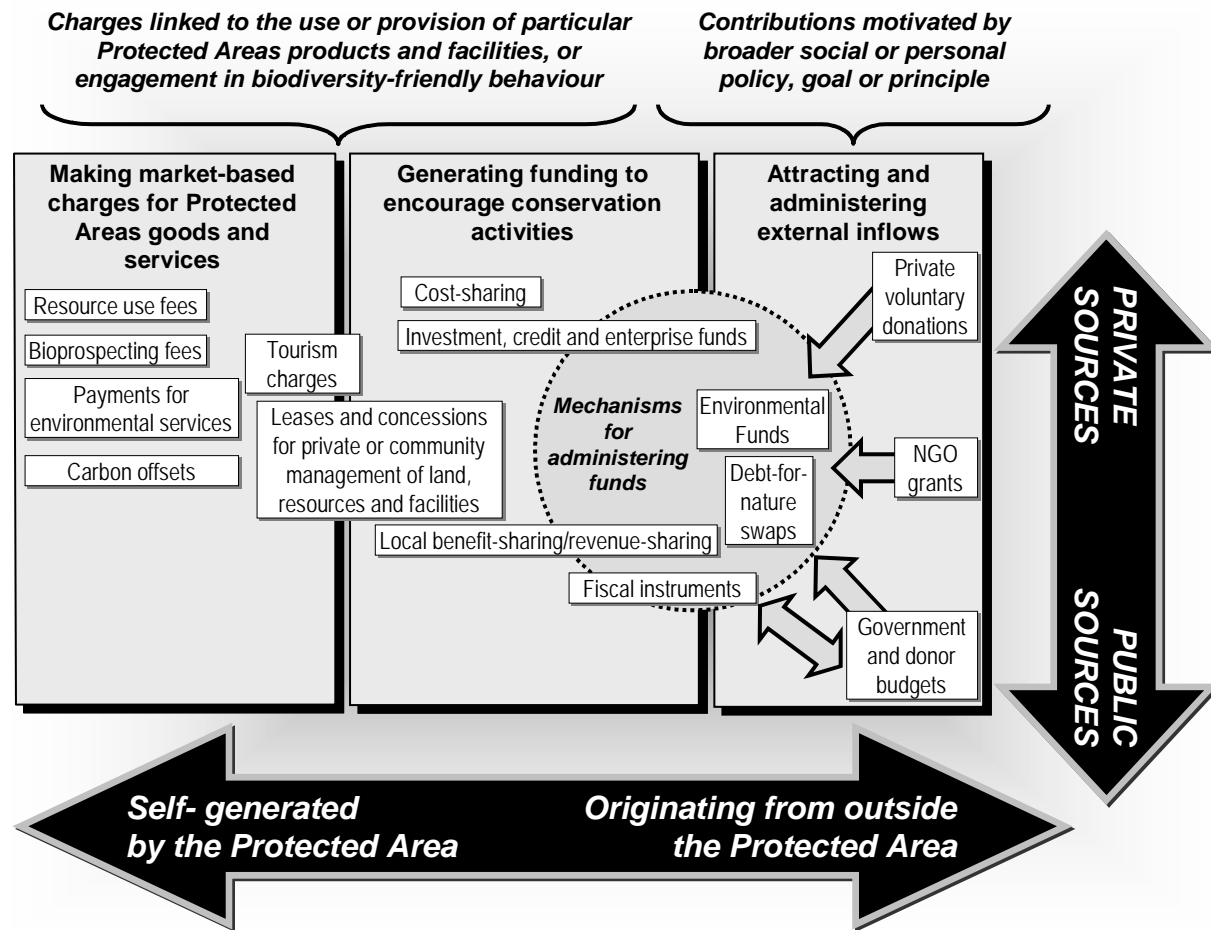 Charges linked to the use or provision of particular
Protected Areas products and facilities, or
engagement in biodiversity-friendly behaviour
Contributions motivated by
broader social or personal
policy, goal or principle
Making market-based
charges for Protected
Areas goods and
services
Generating funding to
encourage conservation
activities
Attracting and
administering
external inflows
Resource use fees
Bioprospecting fees
Payments for
environmental services
Carbon offsets
Tourism
charges
Leases and concessions
for private or community
management of land,
resources and facilities
Cost-sharing
Investment, credit and enterprise funds
Mechanisms
for
administering
funds
Environmental
Funds
Debt-for-
nature
swaps
Local benefit-sharing/revenue-sharing
Fiscal instruments
Private
voluntary
donations
NGO
grants
Government
and donor
budgets
PRIVATE
SOURCES
PUBLIC
SOURCES
Self- generated
by the Protected Area
Originating from outside
the Protected Area